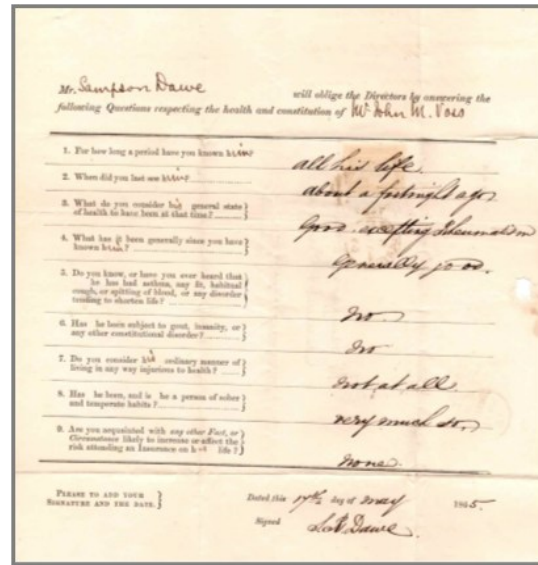 Mr. Sampson Dawe will oblige the Directors by answering the
following Questions respecting the health and constitution of Mr John M. Voso
1. For how long a period have you known him?
all his life.
2. When did you last see him?
about a fortnight ago
3. What do you consider his general state
of health to have been at that time?
Good excepting Rheumatism
4. What has it been generally since you have
known him?
Generally good.
5. Do you know, or have you ever heard that
he has had asthma, any fit, habitual
cough, or spitting of blood, or any disorder
tending to shorten life?
no.
6. Has he been subject to gout, insanity, or
any other constitutional disorder?
no
7. Do you consider his ordinary manner of
living in any way injurious to health?
not at all.
8. Has he been, and is he a person of sober
and temperate habits?
very much so.
9. Are you acquainted with any other Fact, or
Circumstance likely to increase or affect the
risk attending an Insurance on his life?
none.
PLEASE TO ADD YOUR
SIGNATURE AND THE DATE.
Dated this 17th day of May 1845.
Signed Dawe.